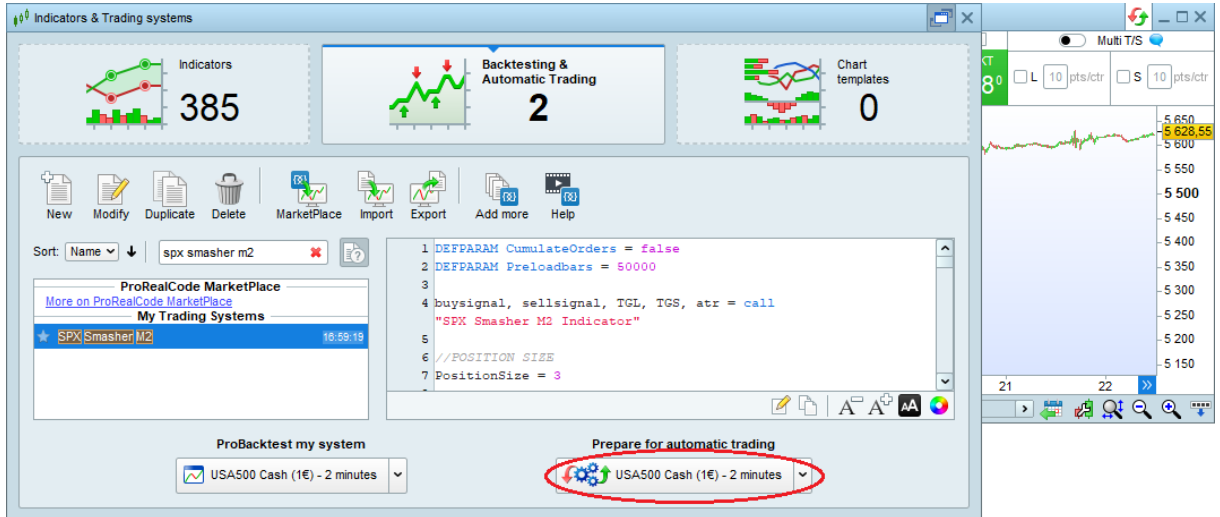 Indicators & Trading systems
Indicators
385
Backtesting &
Automatic Trading
2
Chart
templates
0
New
Modify
Duplicate
Delete
MarketPlace
Import
Export
Add more
Help
Sort: Name
spx smasher m2
ProRealCode MarketPlace
More on ProRealCode MarketPlace
My Trading Systems
SPX Smasher M2 16:59:19
1 DEFPARAM CumulateOrders = false
2 DEFPARAM Preloadbars = 50000
3
4 buysignal, sellsignal, TGL, TGS, atr = call
"SPX Smasher M2 Indicator"
5
6 //POSITION SIZE
7 PositionSize = 3
ProBacktest my system
USA500 Cash (1€) - 2 minutes
Prepare for automatic trading
USA500 Cash (1€) - 2 minutes
Multi T/S
L 10 pts/ctr
S 10 pts/ctr
5 650
5 628,55
5 600
5 550
5 500
5 450
5 400
5 350
5 300
5 250
5 200
5 150
21
22